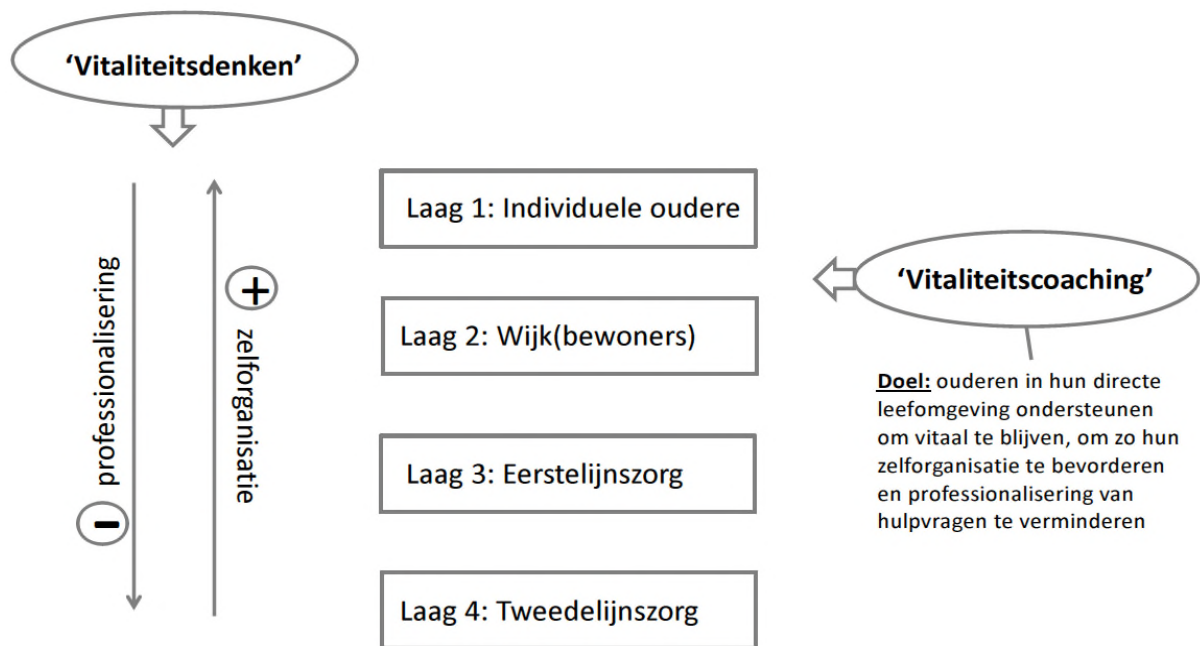 ‘Vitaliteitsdenken’
professionalisering
–
+
zelforganisatie
Laag 1: Individuele oudere
Laag 2: Wijk(bewoners)
Laag 3: Eerstelijnszorg
Laag 4: Tweedelijnszorg
‘Vitaliteitscoaching’
Doel: ouderen in hun directe
leefomgeving ondersteunen
om vitaal te blijven, om zo hun
zelforganisatie te bevorderen
en professionalisering van
hulpvragen te verminderen